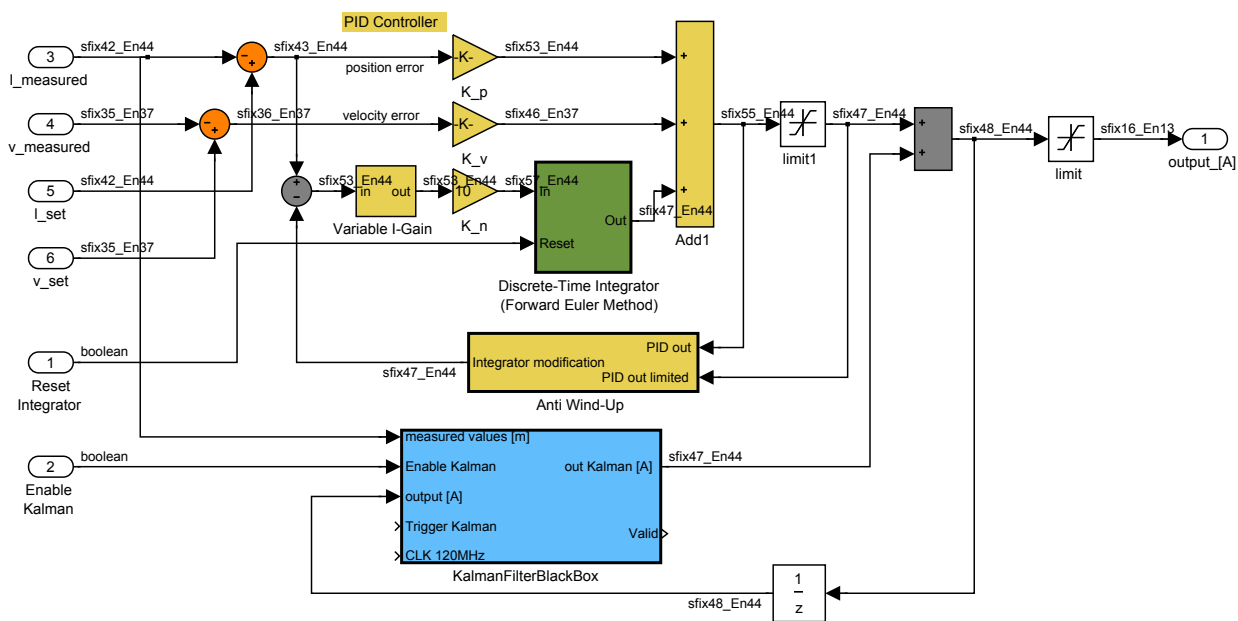 PID Controller
sfix42_En44
sfix43_En44
sfix53_En44
3
-K-
+
position error
l_measured
K_p
sfix35_En37
sfix36_En37
velocity error
sfix46_En37
4
-K-
+
sfix55_En44
sfix47_En44
+
sfix48_En44
sfix16_En13
1
v_measured
K_v
limit1
+
limit
output_[A]
sfix42_En44
5
+
−
sfix53_En44
in
out
sfix53_En44
10
sfix57_En44
In
+
l_set
Variable I-Gain
K_n
Out
sfix47_En44
Add1
sfix35_En37
6
Reset
v_set
Discrete-Time Integrator
(Forward Euler Method)
boolean
1
Reset
Integrator
sfix47_En44
Integrator modification
PID out
PID out limited
Anti Wind-Up
measured values [m]
boolean
2
Enable
Kalman
Enable Kalman
out Kalman [A]
sfix47_En44
output [A]
Trigger Kalman
Valid
CLK 120MHz
KalmanFilterBlackBox
sfix48_En44
1
z